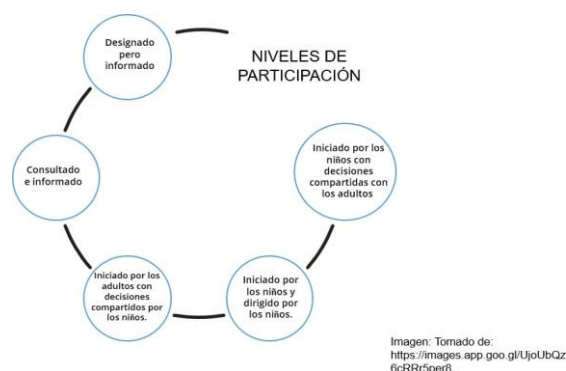 NIVELES DE
PARTICIPACIÓN
Designado
pero
informado
Consultado
e informado
Iniciado por los
adultos con
decisiones
compartidos por
los niños.
Iniciado por
los niños y
dirigido por
los niños.
Iniciado por los
niños con
decisiones
compartidas con
los adultos
Imagen: Tomado de:
https://images.app.goo.gl/UjoUbQz
6cRRr5per8